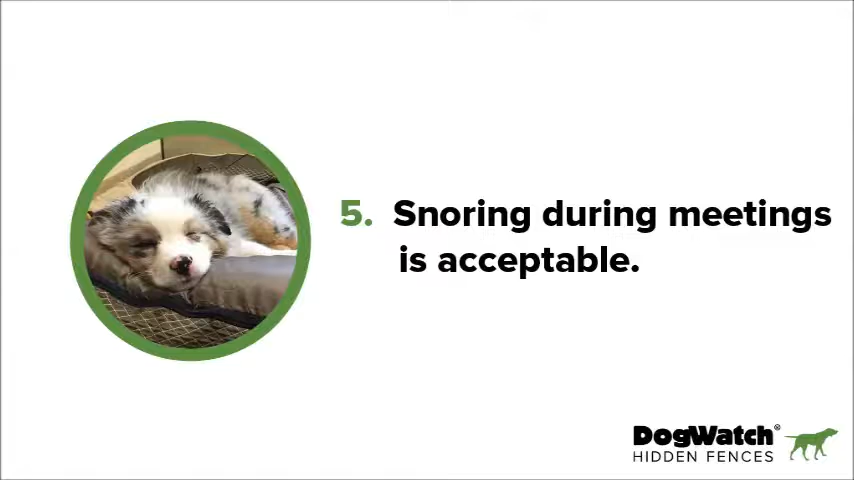 5. Snoring during meetings
is acceptable.
DogWatch®
HIDDEN FENCES